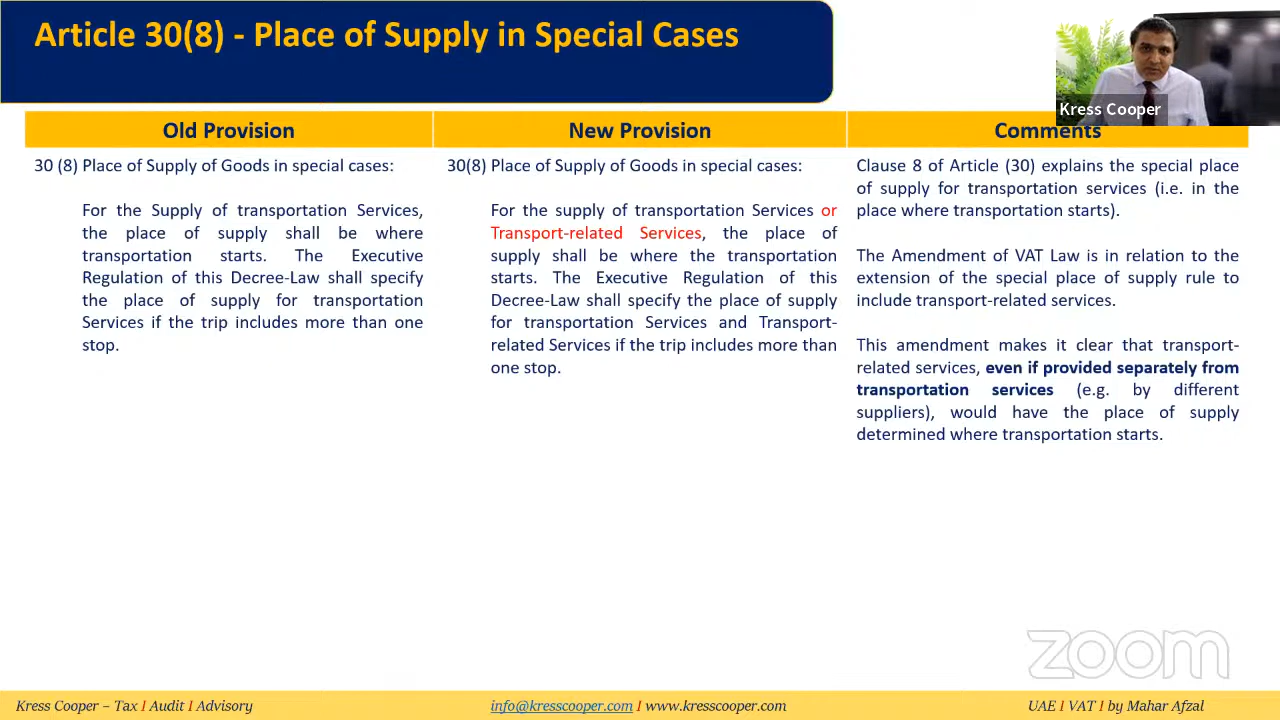 Article 30(8) - Place of Supply in Special Cases
Kress Cooper
Old Provision
30 (8) Place of Supply of Goods in special cases:
For the Supply of transportation Services,
the place of supply shall be where
transportation starts. The Executive
Regulation of this Decree-Law shall specify
the place of supply for transportation
Services if the trip includes more than one
stop.
New Provision
30(8) Place of Supply of Goods in special cases:
For the supply of transportation Services or
Transport-related Services, the place of
supply shall be where the transportation
starts. The Executive Regulation of this
Decree-Law shall specify the place of supply
for transportation Services and Transport-
related Services if the trip includes more than
one stop.
Comments
Clause 8 of Article (30) explains the special place
of supply for transportation services (i.e. in the
place where transportation starts).
The Amendment of VAT Law is in relation to the
extension of the special place of supply rule to
include transport-related services.
This amendment makes it clear that transport-
related services, even if provided separately from
transportation services (e.g. by different
suppliers), would have the place of supply
determined where transportation starts.
zoom
Kress Cooper – Tax I Audit I Advisory
info@kresscooper.com I www.kresscooper.com
UAE I VAT I by Mahar Afzal